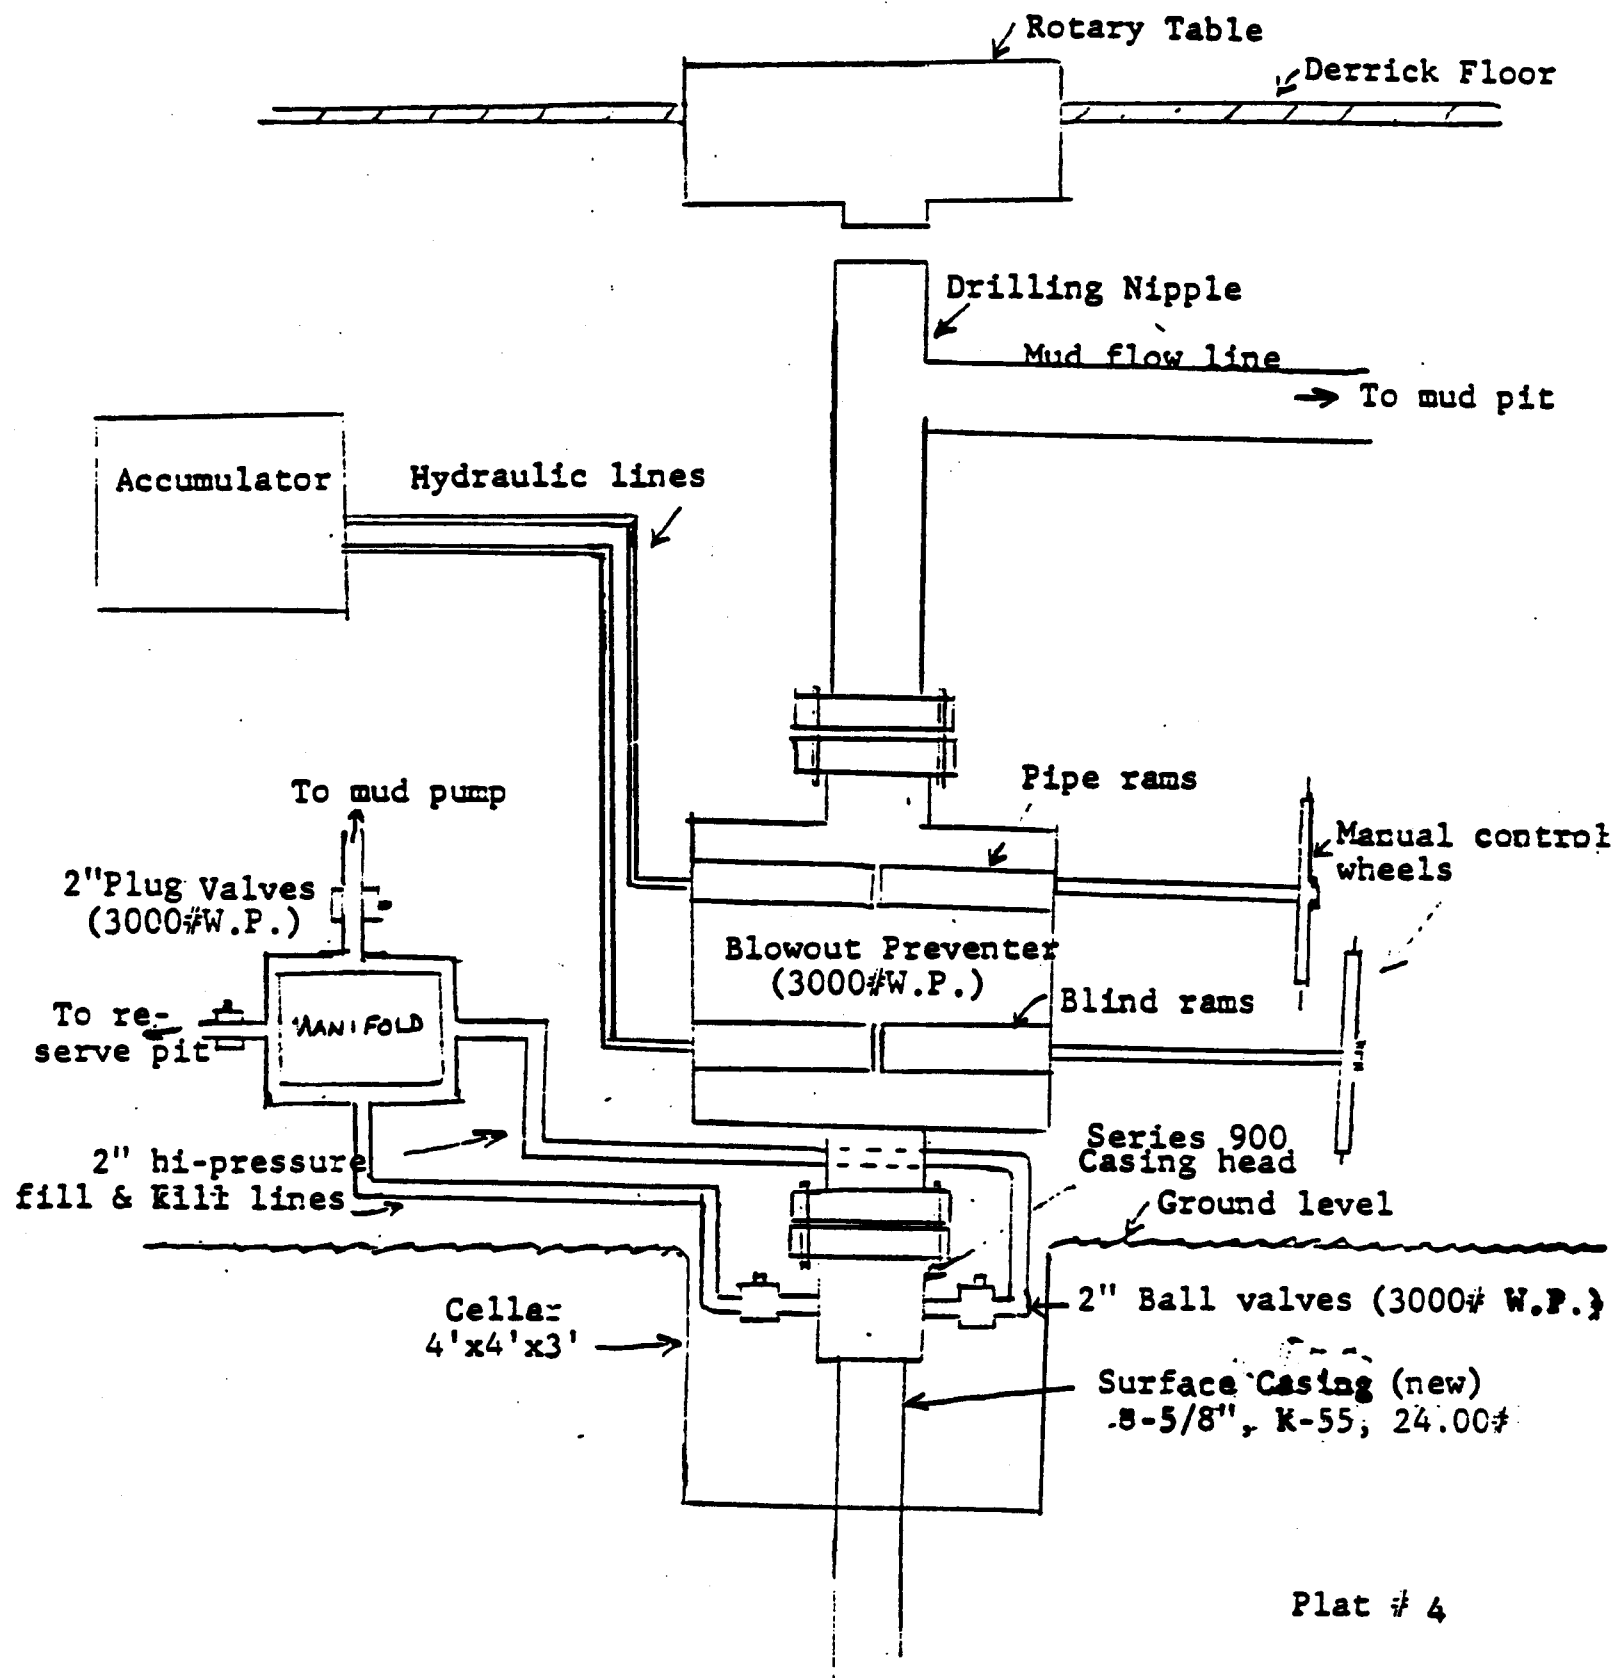 Rotary Table
Derrick Floor
Drilling Nipple
Mud flow line
To mud pit
Accumulator
Hydraulic lines
To mud pump
Pipe rams
Manual control
wheels
2"Plug Valves
(3000#W.P.)
Blowout Preventer
(3000#W.P.)
Blind rams
To re-
serve pit
MANIFOLD
Series 900
Casing head
2" hi-pressure
fill & kill lines
Ground level
2" Ball valves (3000# W.P.)
Cellar
4'x4'x3'
Surface Casing (new)
8-5/8", K-55, 24.00#
Plat # 4